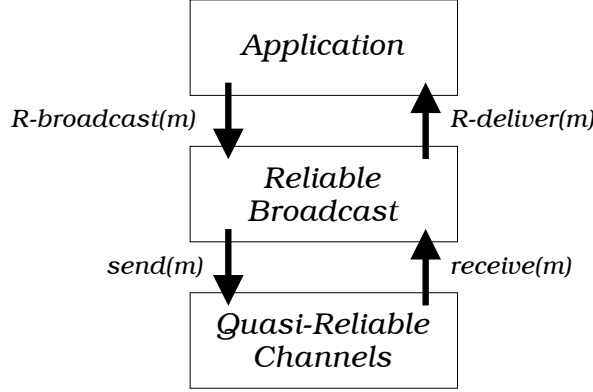 Application
R-broadcast(m)
R-deliver(m)
Reliable
Broadcast
send(m)
receive(m)
Quasi-Reliable
Channels